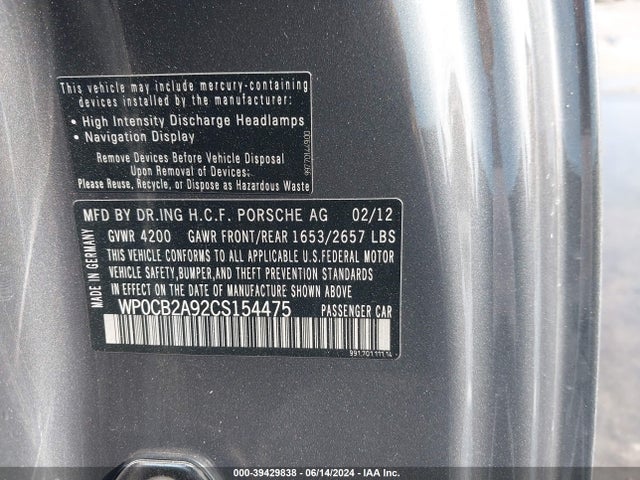 This vehicle may include mercury-containing
devices installed by the manufacturer:
• High Intensity Discharge Headlamps
• Navigation Display
Remove Devices Before Vehicle Disposal
Upon Removal of Devices:
Please Reuse, Recycle, or Dispose as Hazardous Waste
MADE IN GERMANY
MFD BY DR.ING H.C.F. PORSCHE AG 02/12
GVWR 4200 GAWR FRONT/REAR 1653/2657 LBS
THIS VEHICLE CONFORMS TO ALL APPLICABLE U.S.FEDERAL MOTOR
VEHICLE SAFETY,BUMPER,AND THEFT PREVENTION STANDARDS
IN EFFECT ON THE DATE OF MANUFACTURE SHOWN ABOVE
WP0CB2A92CS154475 PASSENGER CAR
991.701.111.14
000-39429838 - 06/14/2024 - IAA Inc.